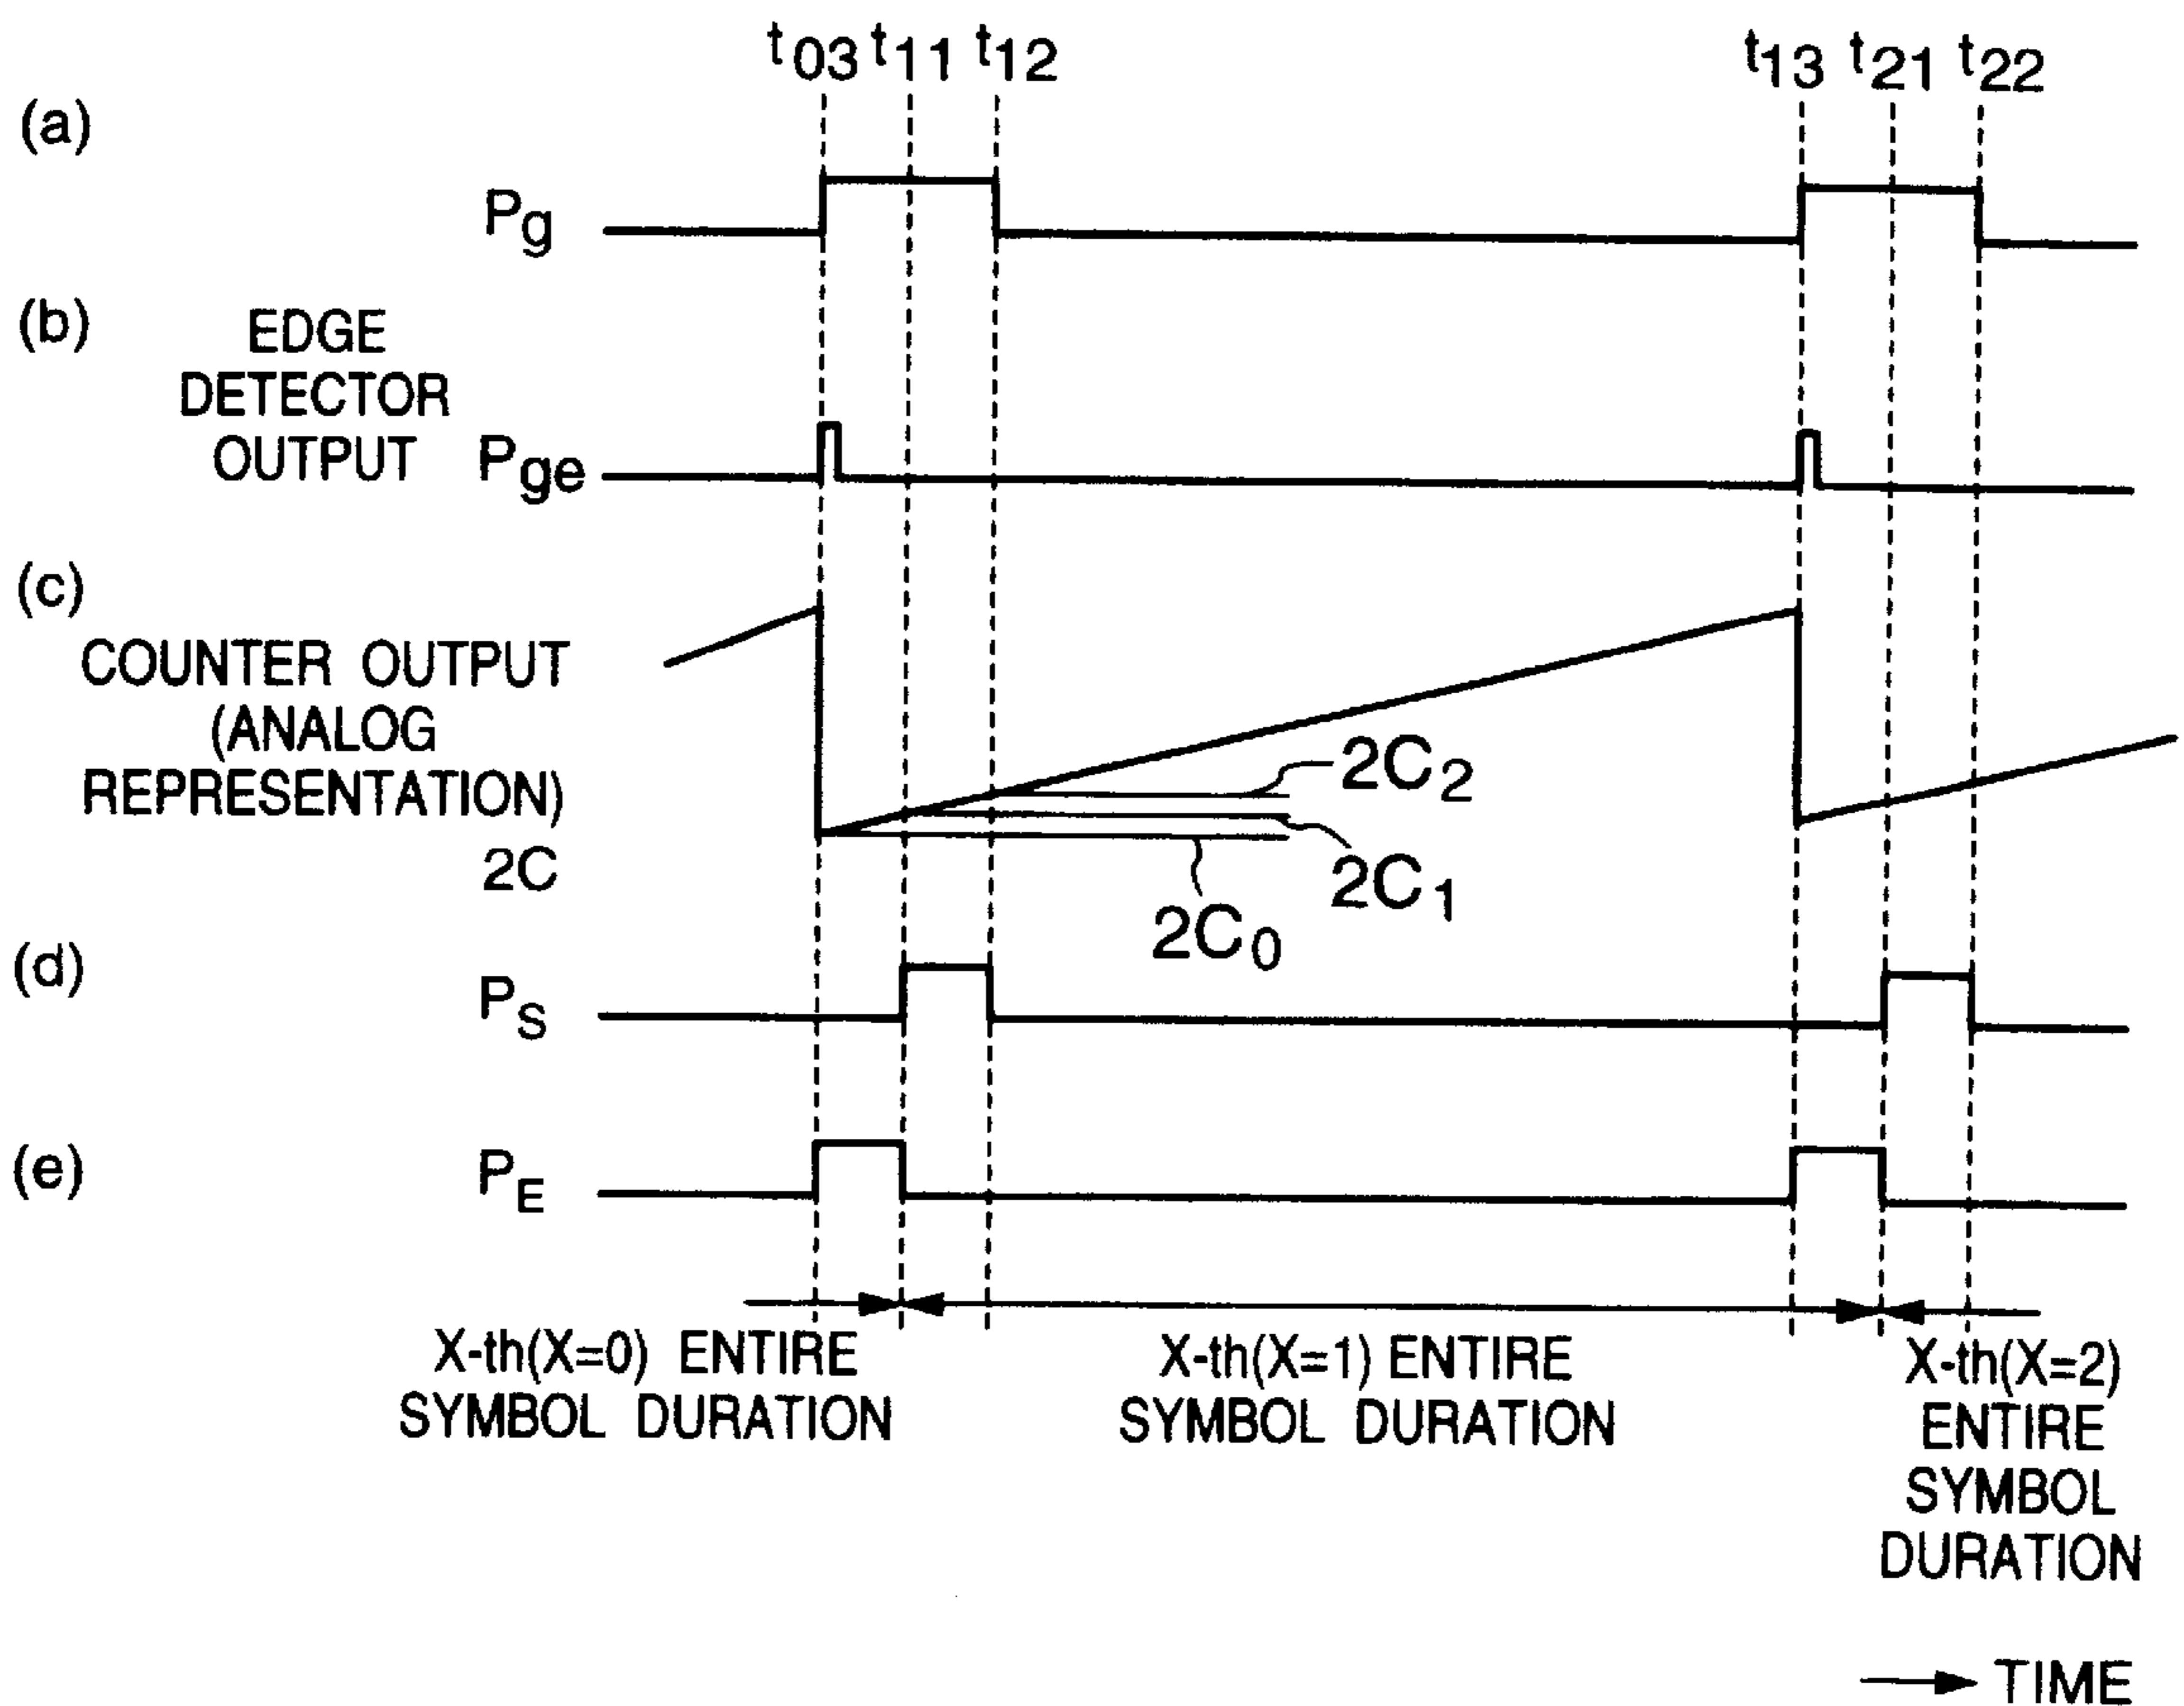 t03 t11 t12 t13 t21 t22
(a)
Pg
(b)
EDGE
DETECTOR
OUTPUT Pge
(c)
COUNTER OUTPUT
(ANALOG
REPRESENTATION)
2C
2C2
2C1
2C0
(d)
PS
(e)
PE
X-th(X=0) ENTIRE
SYMBOL DURATION
X-th(X=1) ENTIRE
SYMBOL DURATION
X-th(X=2)
ENTIRE
SYMBOL
DURATION
TIME